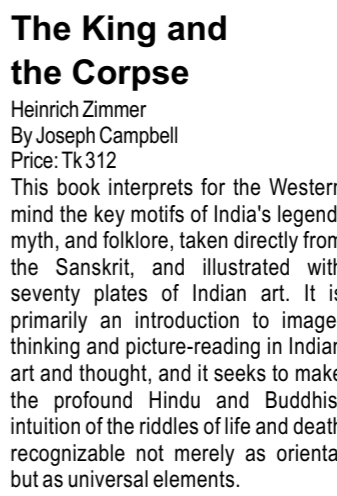 The King and
the Corpse
Heinrich Zimmer
By Joseph Campbell
Price: Tk 312
This book interprets for the Western
mind the key motifs of India's legend
myth, and folklore, taken directly from
the Sanskrit, and illustrated with
seventy plates of Indian art. It is
primarily an introduction to image
thinking and picture-reading in Indian
art and thought, and it seeks to make
the profound Hindu and Buddhis
intuition of the riddles of life and death
recognizable not merely as orienta
but as universal elements.